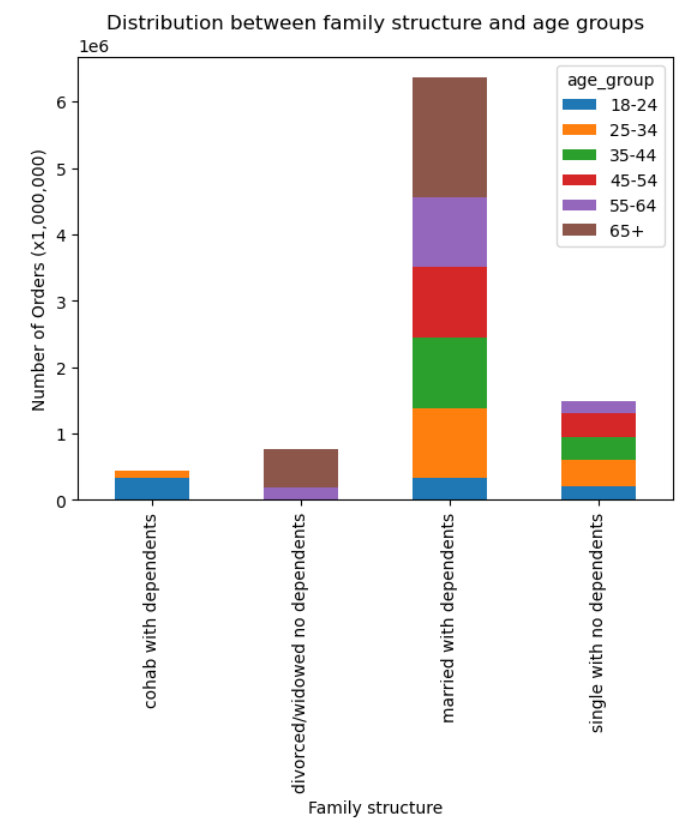 Distribution between family structure and age groups
1e6
Number of Orders (x1,000,000)
6
5
4
3
2
1
0
age_group
18-24
25-34
35-44
45-54
55-64
65+
cohab with dependents
divorced/widowed no dependents
married with dependents
single with no dependents
Family structure